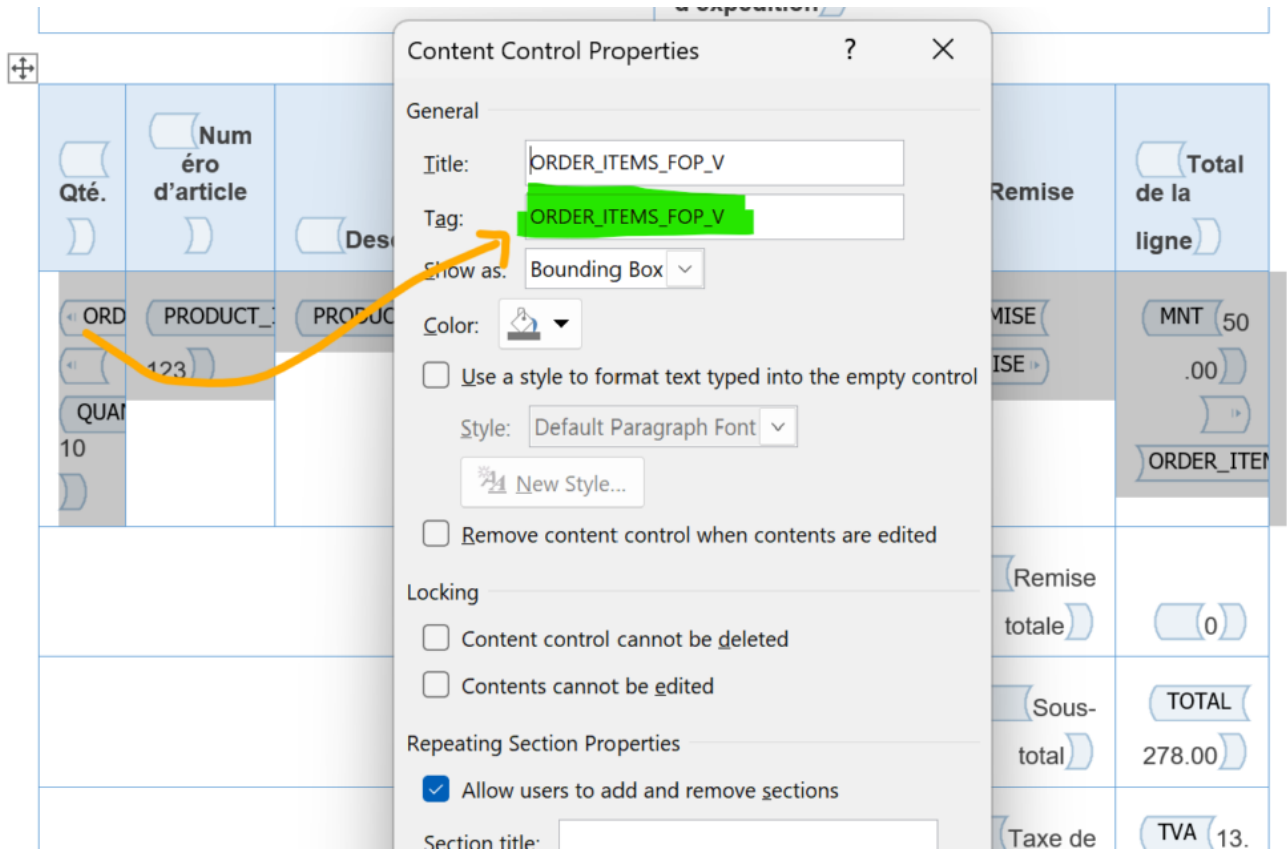 d'expédition
Content Control Properties ?
General
Title: ORDER_ITEMS_FOP_V
Tag: ORDER_ITEMS_FOP_V
Show as: Bounding Box
Color:
Use a style to format text typed into the empty control
Style: Default Paragraph Font
New Style...
Remove content control when contents are edited
Locking
Content control cannot be deleted
Contents cannot be edited
Repeating Section Properties
Allow users to add and remove sections
Section title:
Qté.
Num
éro
d'article
Desc
Remise
Total
de la
ligne
ORD
QUAN
10
PRODUCT_I
123
PRODUC
MISE
ISE
MNT 50
.00
ORDER_ITEM
Remise
totale
0
Sous-
total
TOTAL
278.00
Taxe de
TVA 13.